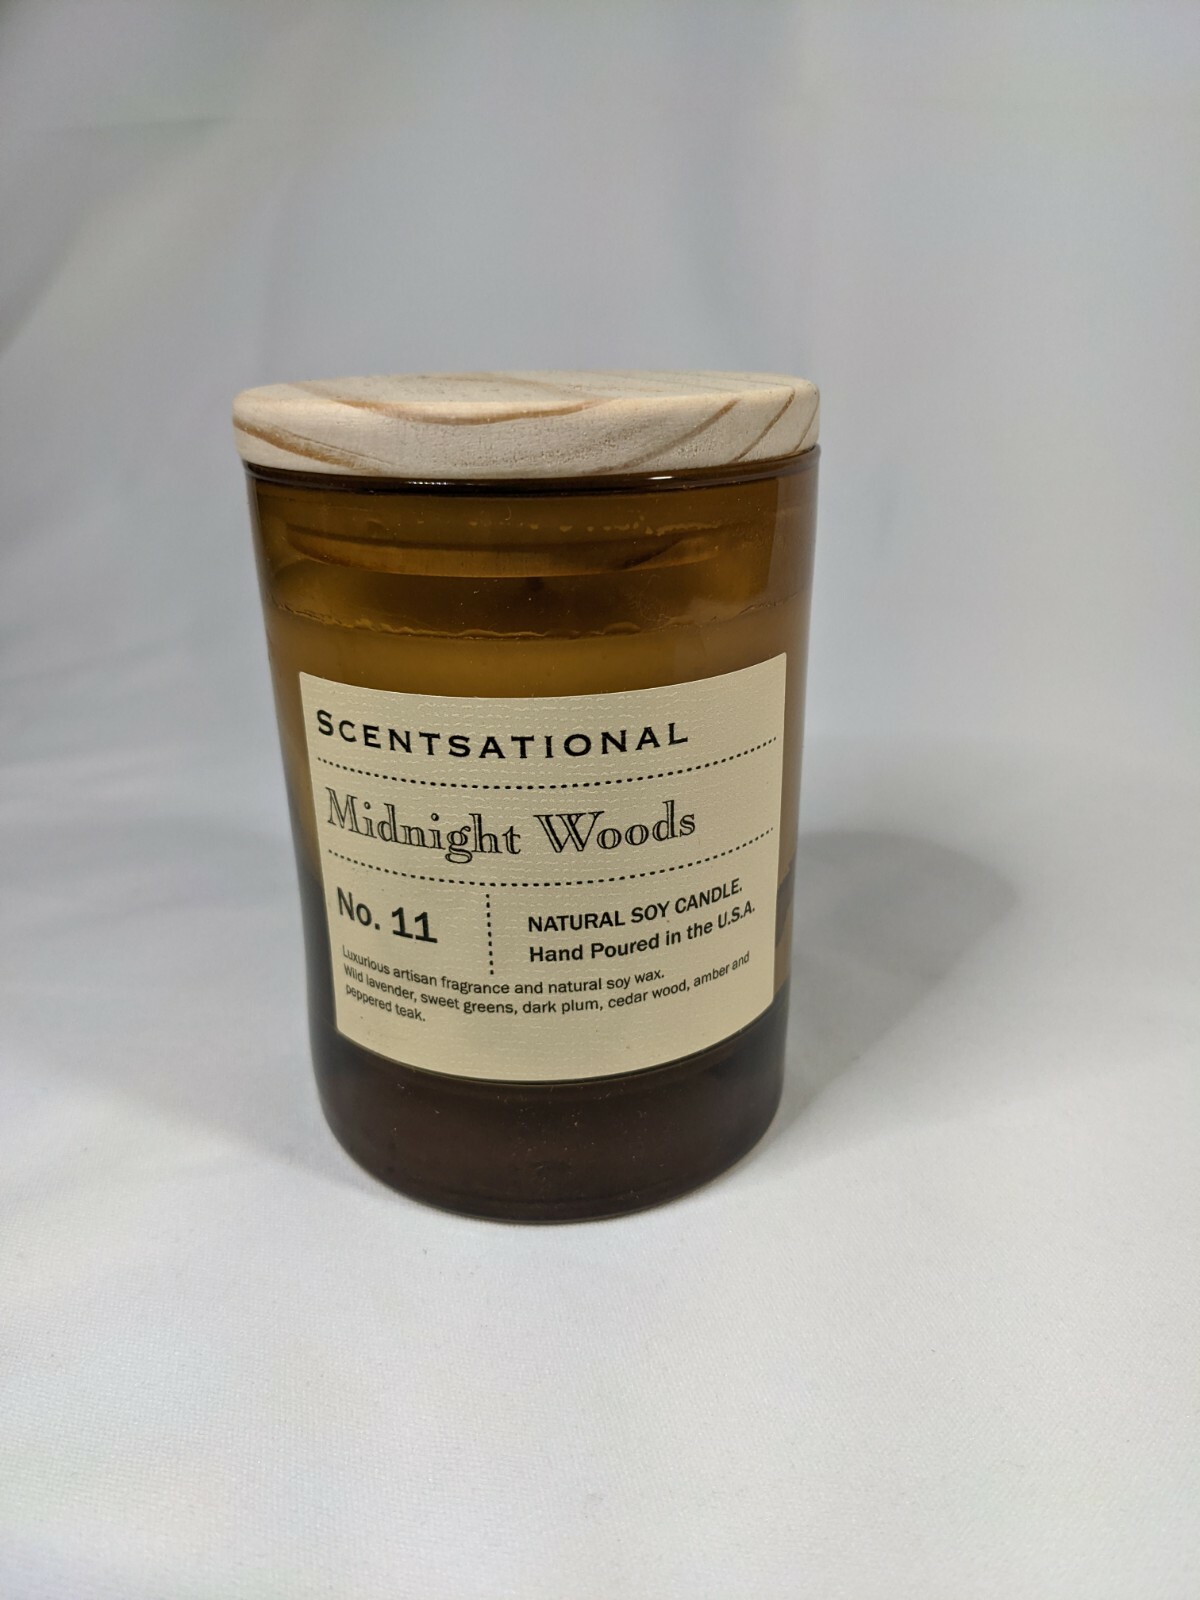 SCENTSATIONAL
Midnight Woods
No. 11
NATURAL SOY CANDLE.
Hand Poured in the U.S.A.
Luxurious artisan fragrance and natural soy wax.
Wild lavender, sweet greens, dark plum, cedar wood, amber and
peppered teak.